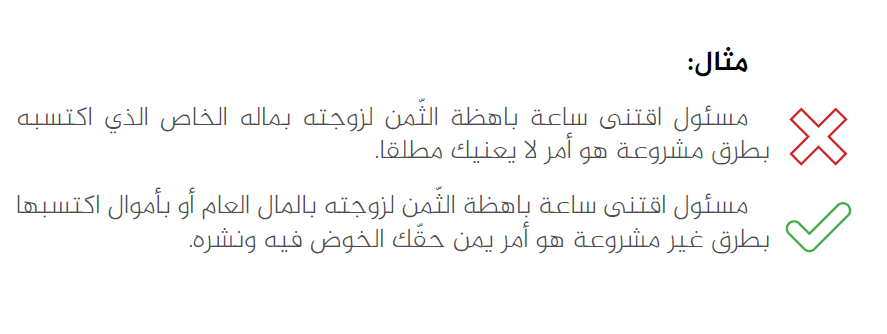 مثال:
مسئول اقتنى ساعة باهظة الثّمن لزوجته بماله الخاص الذي اكتسبه
بطرق مشروعة هو أمر لا يعنيك مطلقا.
مسئول اقتنى ساعة باهظة الثّمن لزوجته بالمال العام أو بأموال اكتسبها
بطرق غير مشروعة هو أمر يمن حقّك الخوض فيه ونشره.